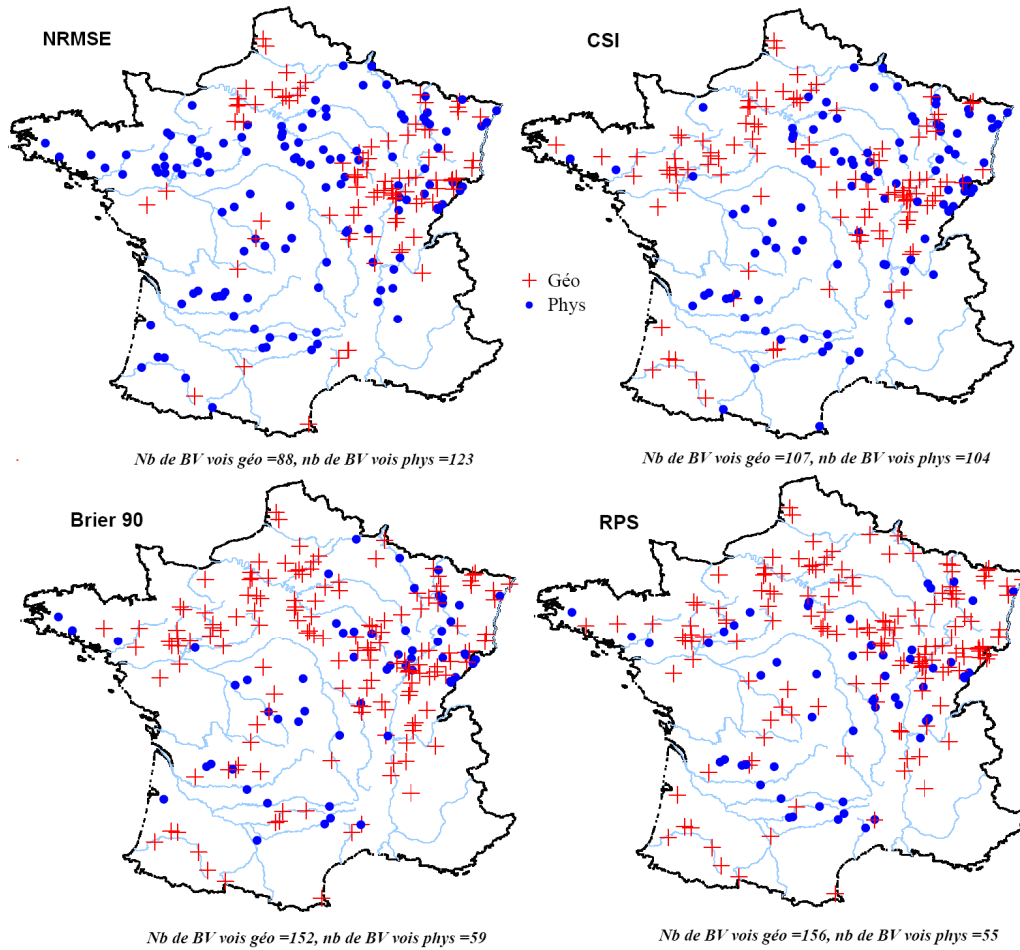 NRMSE
CSI
Géo
Phys
Nb de BV vois géo =88, nb de BV vois phys =123
Nb de BV vois géo =107, nb de BV vois phys =104
Brier 90
RPS
Nb de BV vois géo =152, nb de BV vois phys =59
Nb de BV vois géo =156, nb de BV vois phys =55